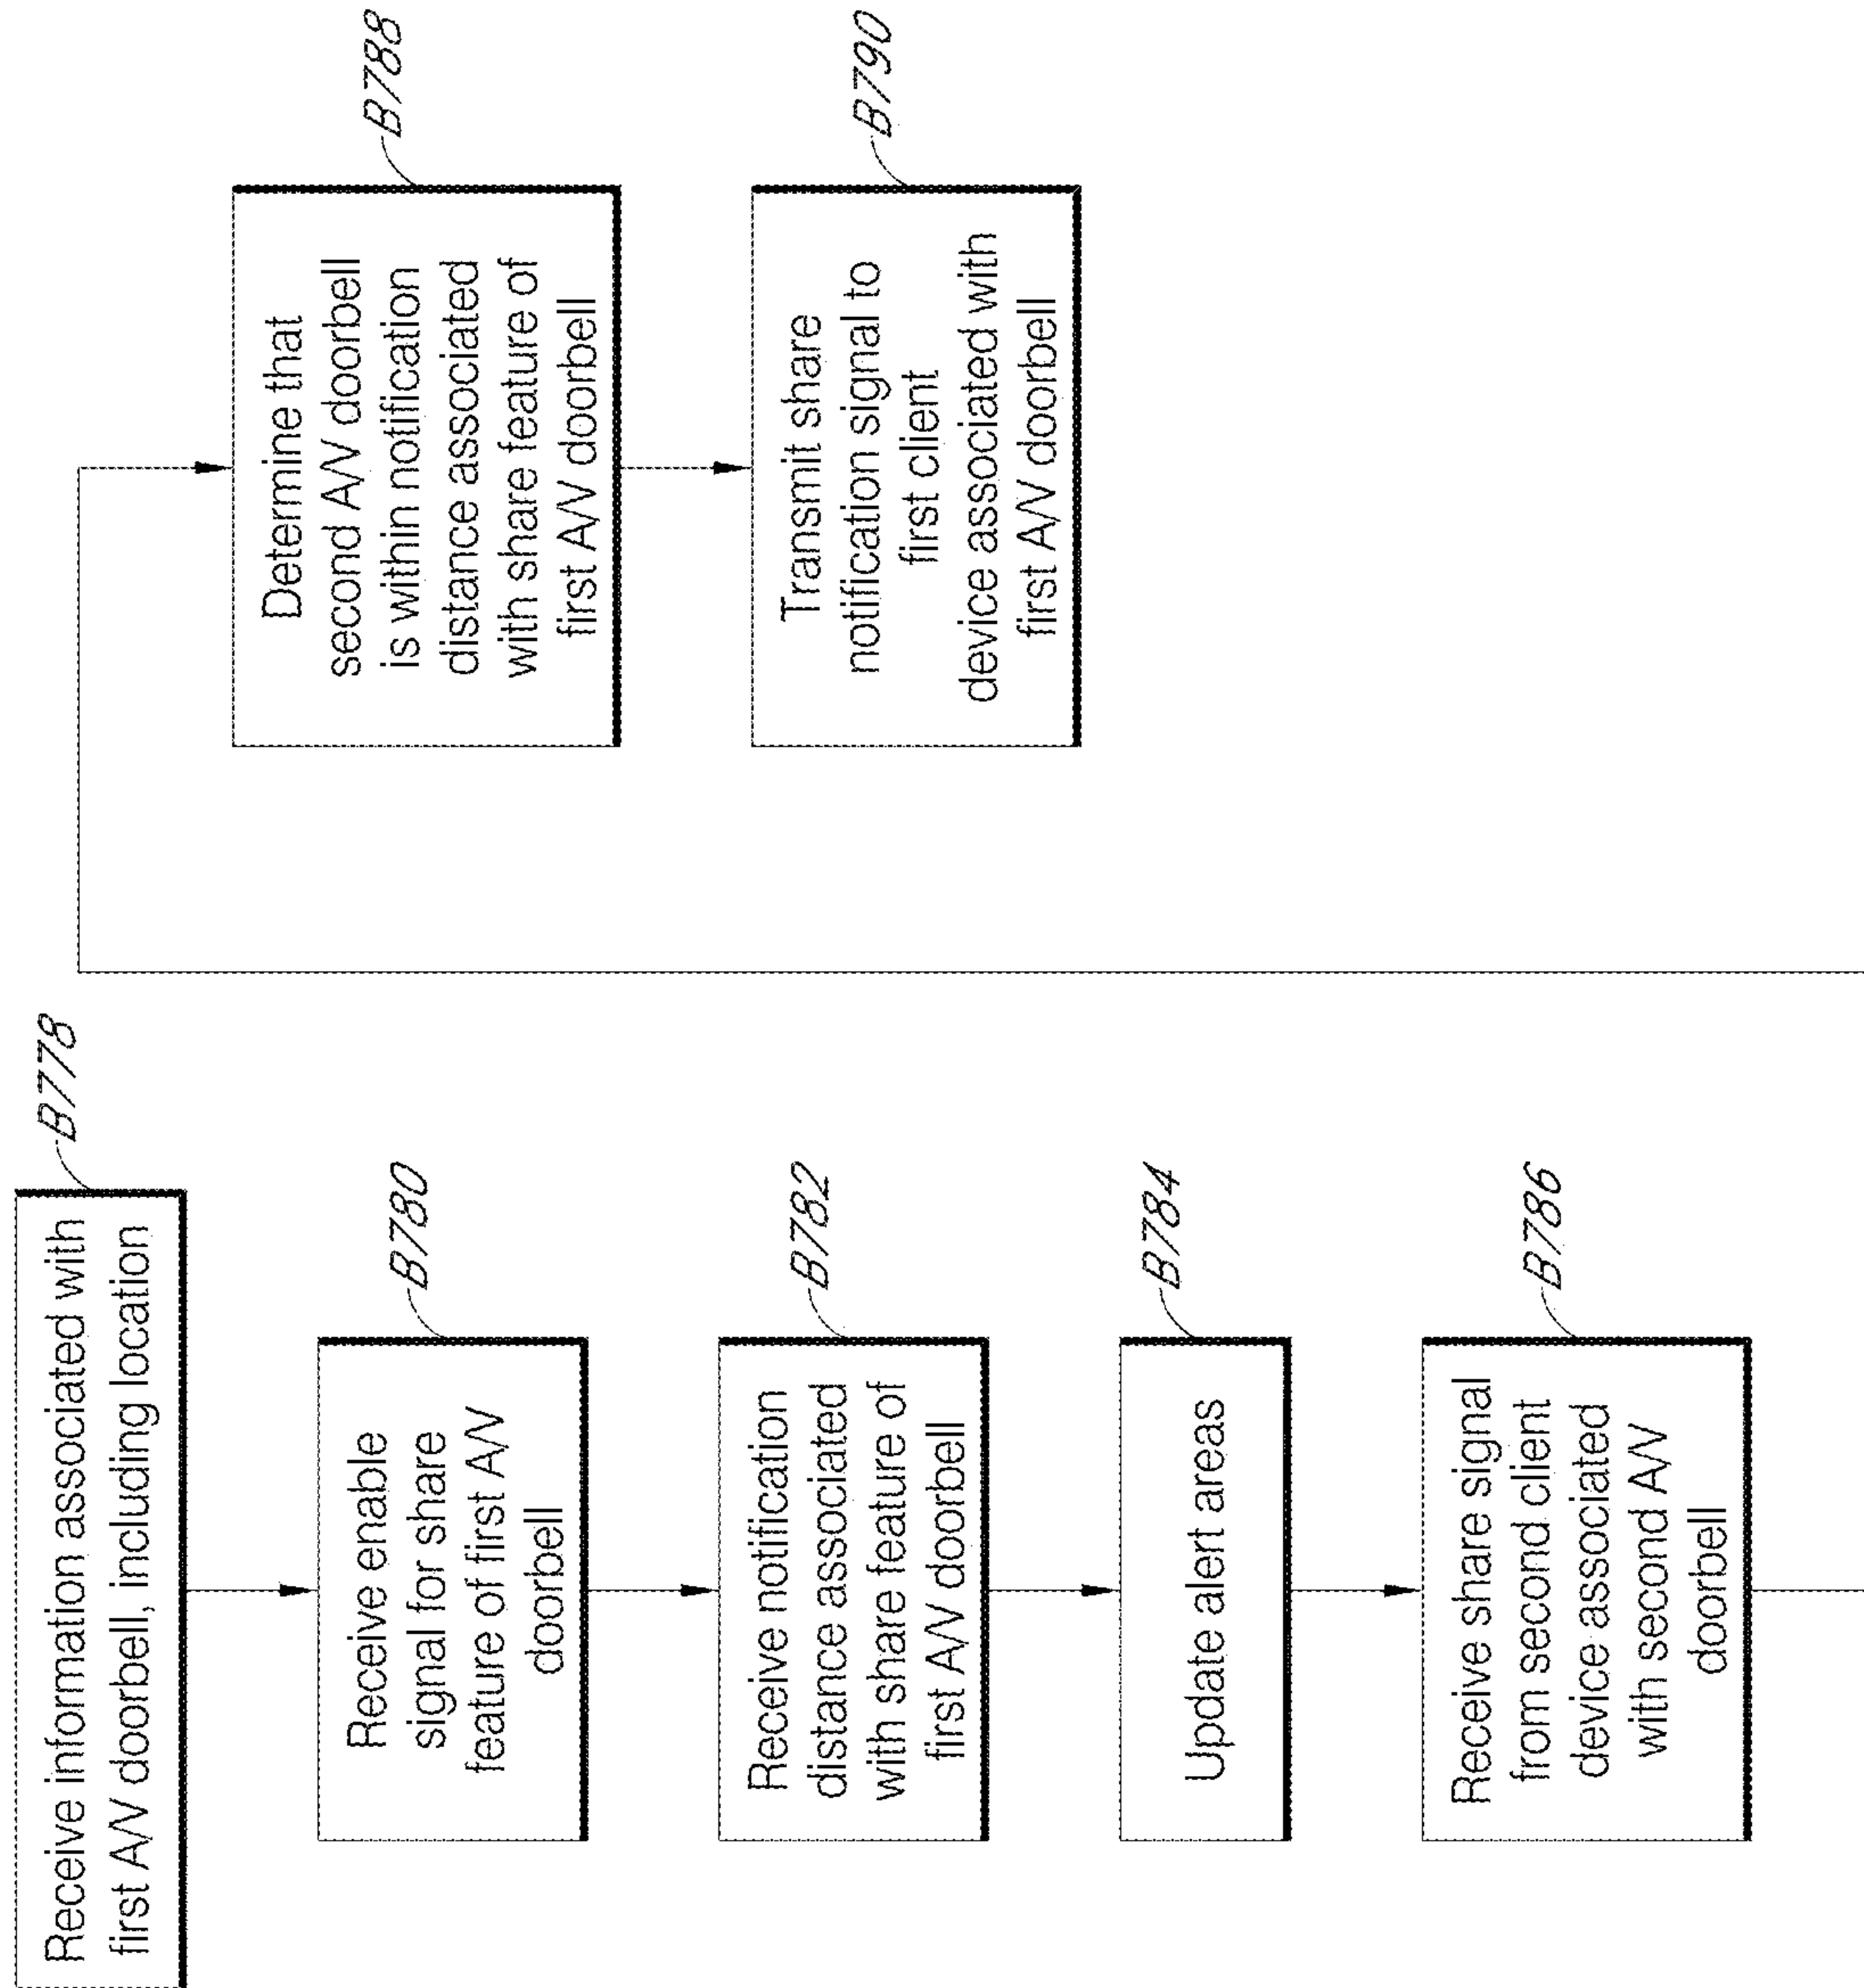 Receive information associated with
first A/V doorbell, including location
B778
Receive enable
signal for share
feature of first A/V
doorbell
B780
Receive notification
distance associated
with share feature of
first A/V doorbell
B782
Update alert areas
B784
Receive share signal
from second client
device associated
with second A/V
doorbell
B786
Determine that
second A/V doorbell
is within notification
distance associated
with share feature of
first A/V doorbell
B788
Transmit share
notification signal to
first client
device associated with
first A/V doorbell
B790